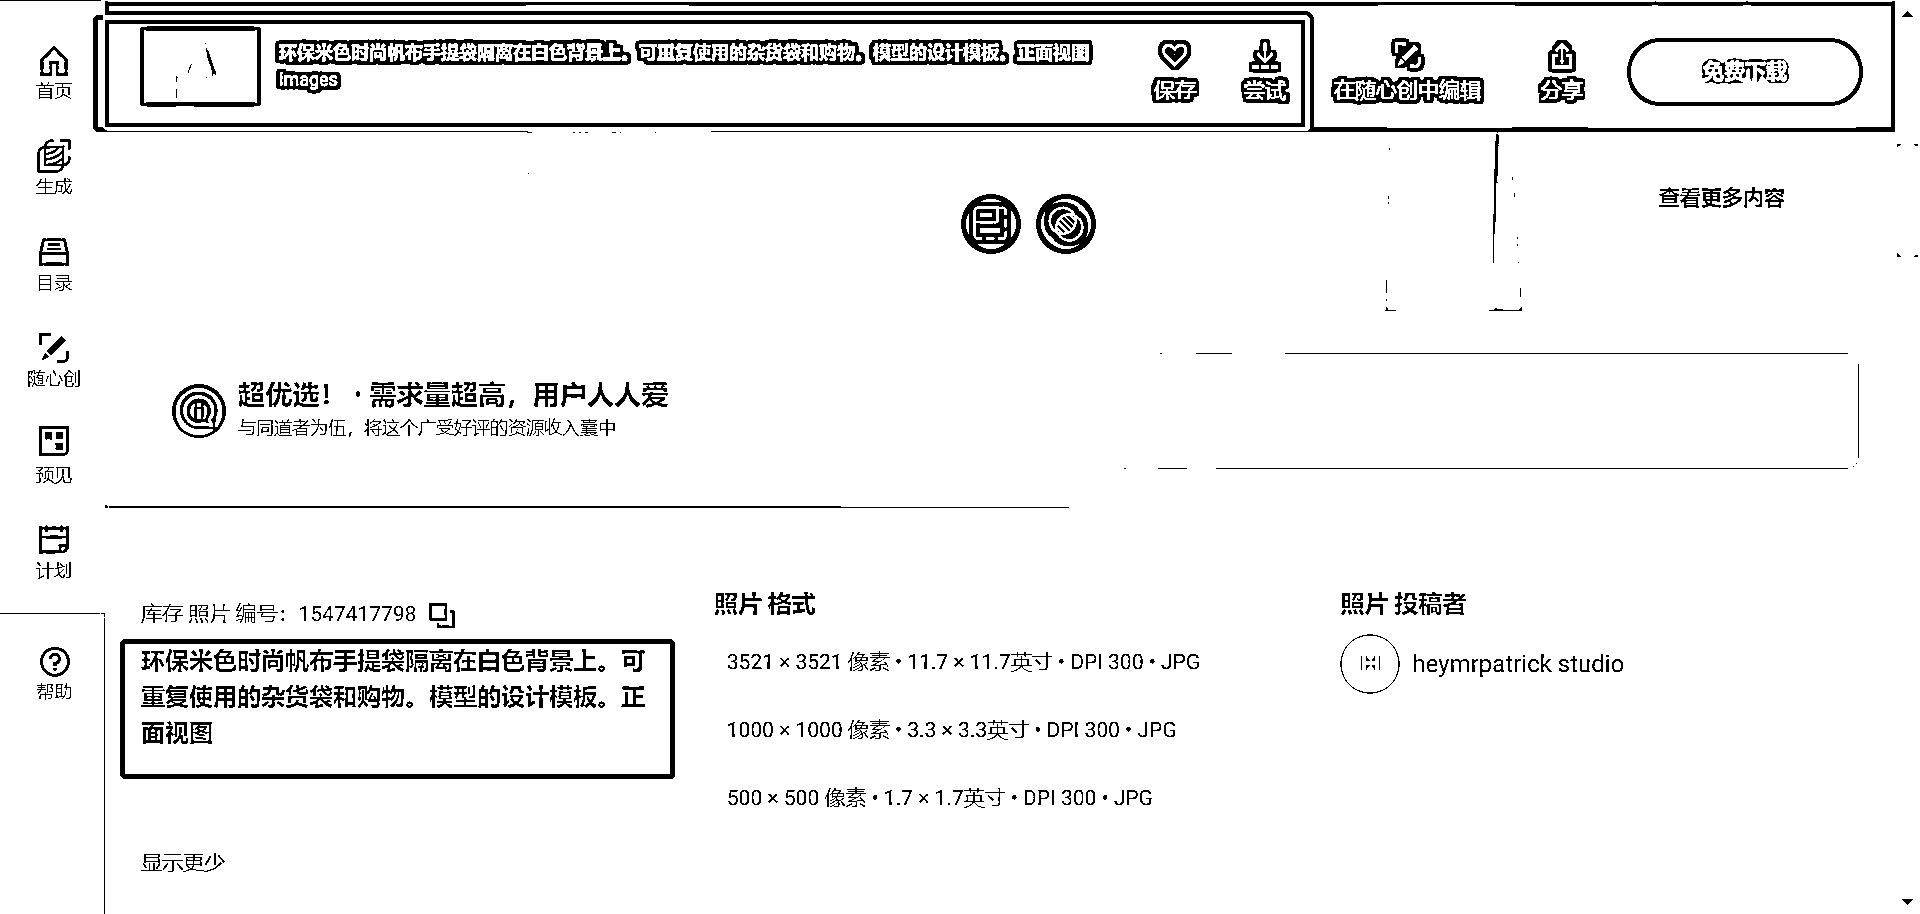 环保米色时尚帆布手提袋隔离在白色背景上。可重复使用的杂货袋和购物。模型的设计模板。正面视图
Images
保存
尝试
在随心创中编辑
分享
免费下载
首页
生成
目录
随心创
预见
计划
帮助
查看更多内容
超优选！·需求量超高，用户人人爱
与同道者为伍，将这个广受好评的资源收入囊中
库存 照片 编号：1547417798
环保米色时尚帆布手提袋隔离在白色背景上。可
重复使用的杂货袋和购物。模型的设计模板。正
面视图
显示更少
照片 格式
3521 × 3521 像素 • 11.7 × 11.7英寸 • DPI 300 • JPG
1000 × 1000 像素 • 3.3 × 3.3英寸 • DPI 300 • JPG
500 × 500 像素 • 1.7 × 1.7英寸 • DPI 300 • JPG
照片 投稿者
heymrpatrick studio